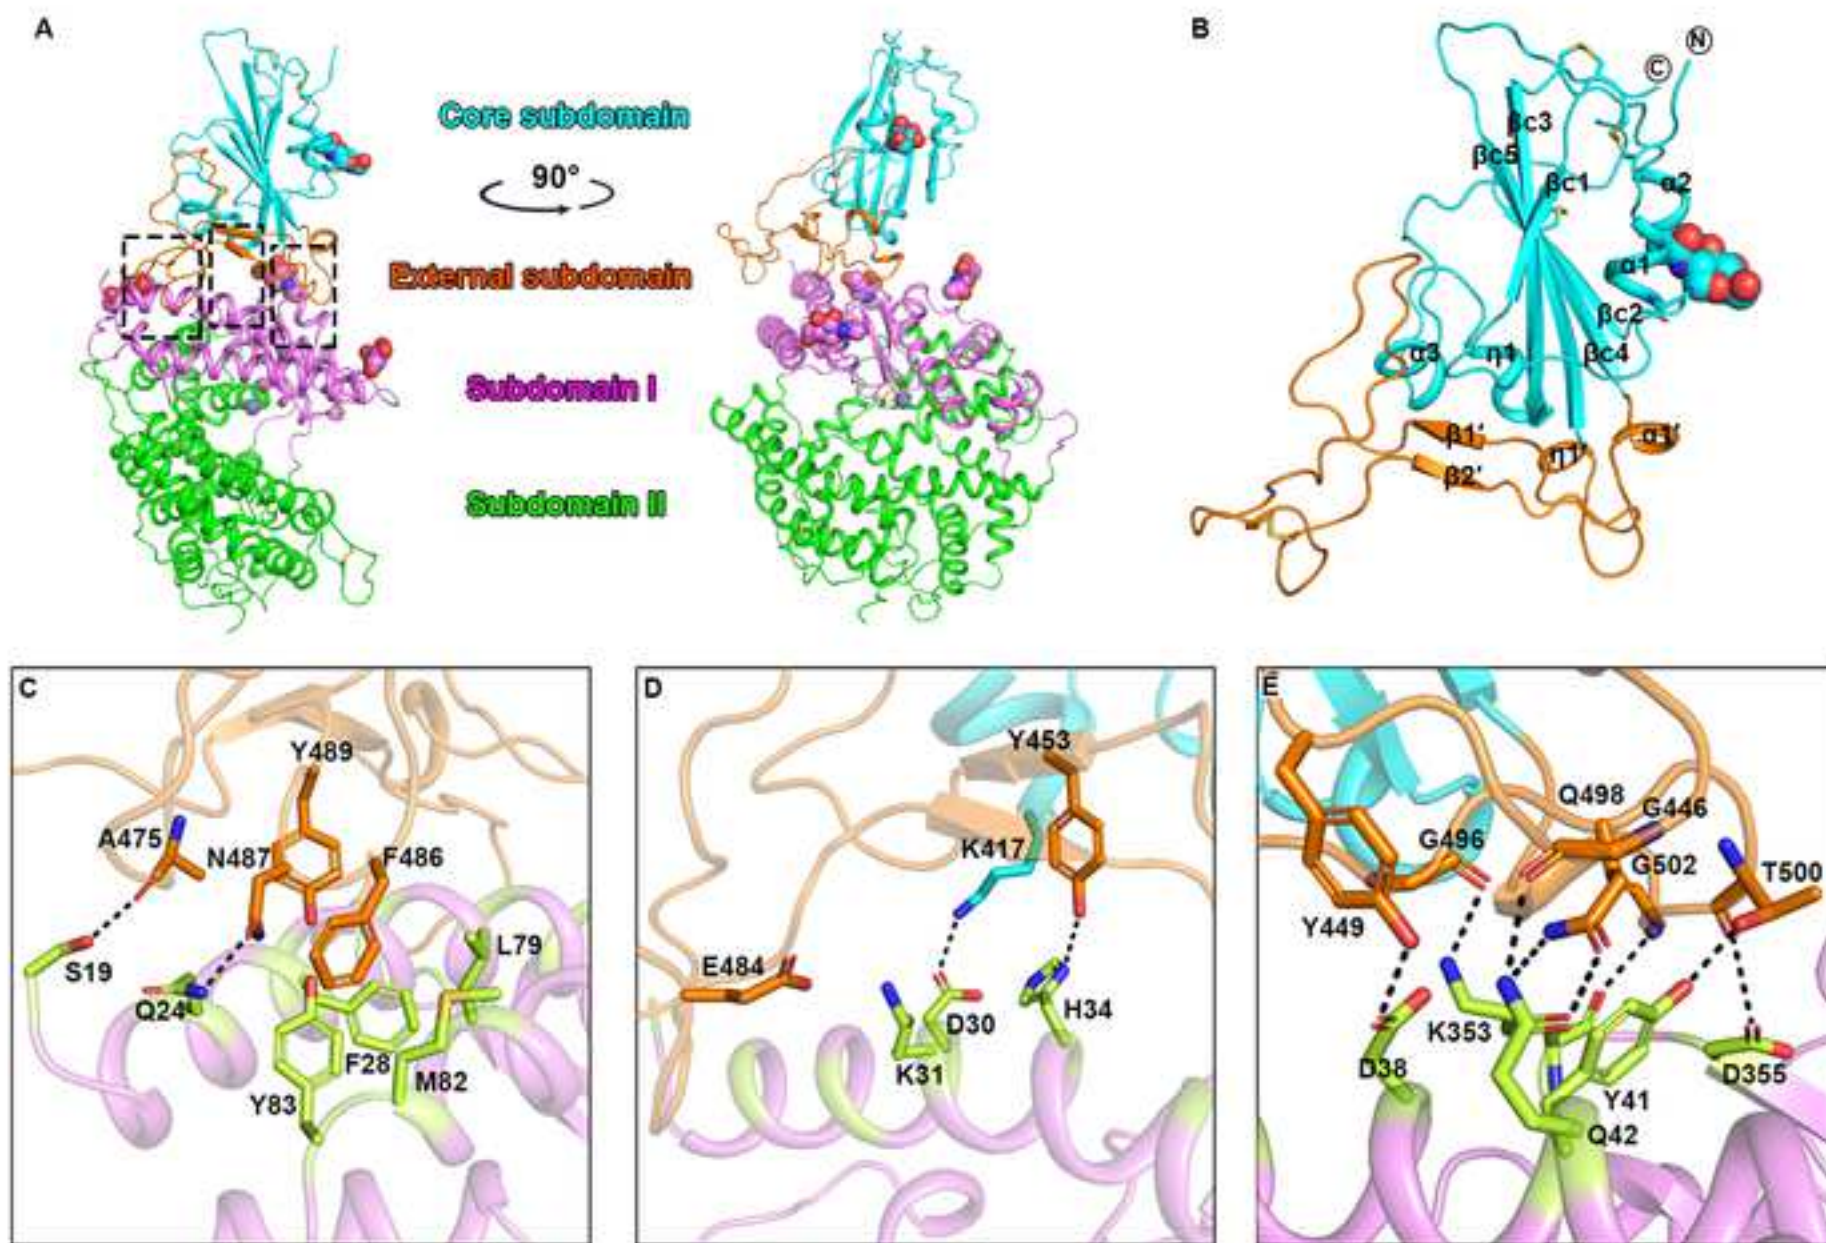 A
Core subdomain
90°
External subdomain
Subdomain I
Subdomain II
B
N
C
βc3
βc5
βc1
α2
α1
βc2
α3
η1
βc4
β1'
η1'
α1'
β2'
C
Y489
A475
N487
F486
L79
S19
Q24
F28
M82
Y83
D
Y453
K417
E484
D30
H34
K31
E
Q498
G446
G496
G502
T500
Y449
K353
D38
D355
Y41
Q42